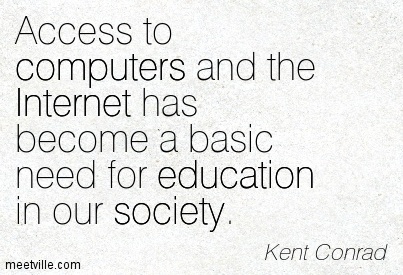 Access to
computers and the
Internet has
become a basic
need for education
in our society.
Kent Conrad
meetville.com